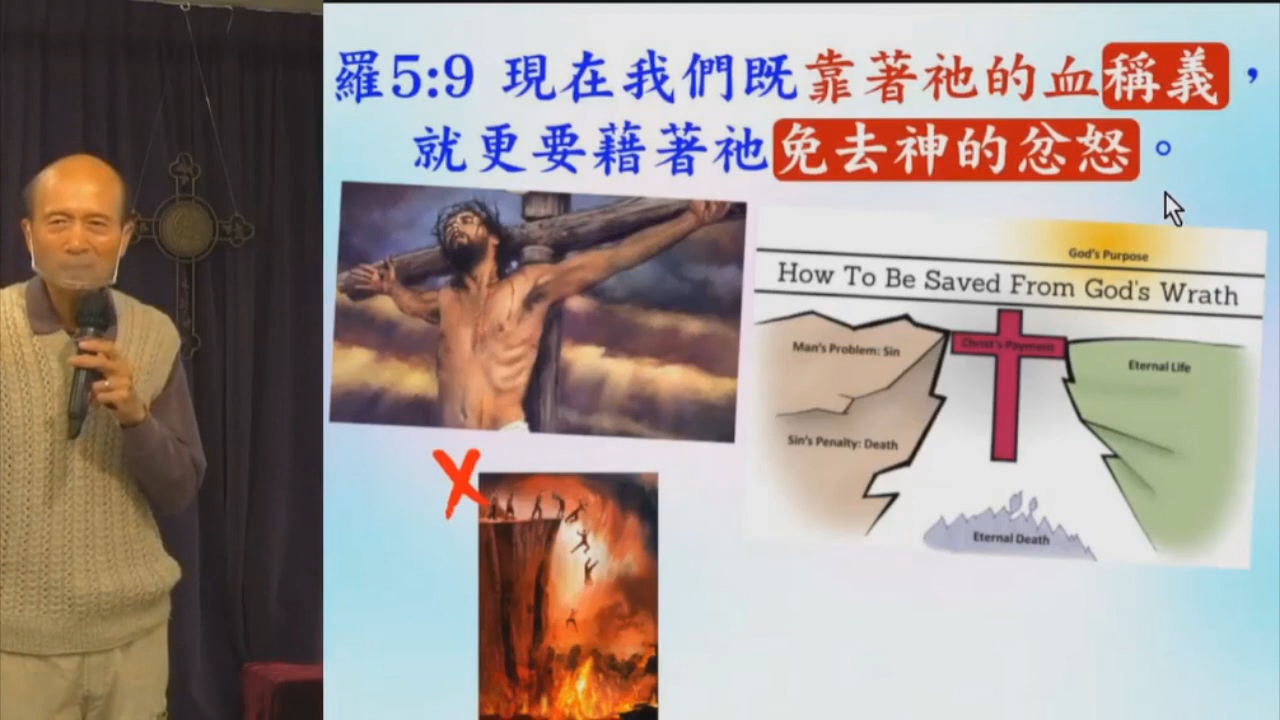 羅5:9 現在我們既靠著祂的血稱義，
就更要藉著祂免去神的忿怒。
God's Purpose
How To Be Saved From God's Wrath
Christ's Payment
Man's Problem: Sin
Eternal Life
Sin's Penalty: Death
Eternal Death
X